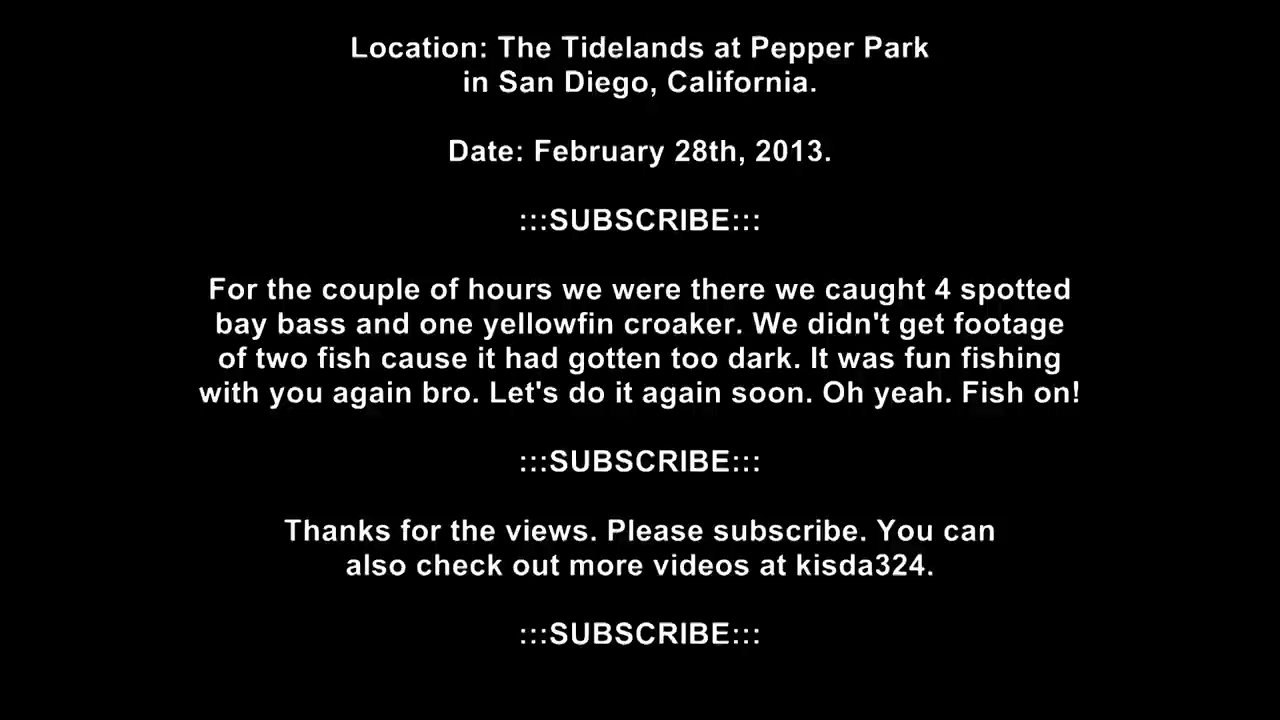 Location: The Tidelands at Pepper Park
in San Diego, California.
Date: February 28th, 2013.
:::SUBSCRIBE:::
For the couple of hours we were there we caught 4 spotted
bay bass and one yellowfin croaker. We didn't get footage
of two fish cause it had gotten too dark. It was fun fishing
with you again bro. Let's do it again soon. Oh yeah. Fish on!
:::SUBSCRIBE:::
Thanks for the views. Please subscribe. You can
also check out more videos at kisda324.
:::SUBSCRIBE:::